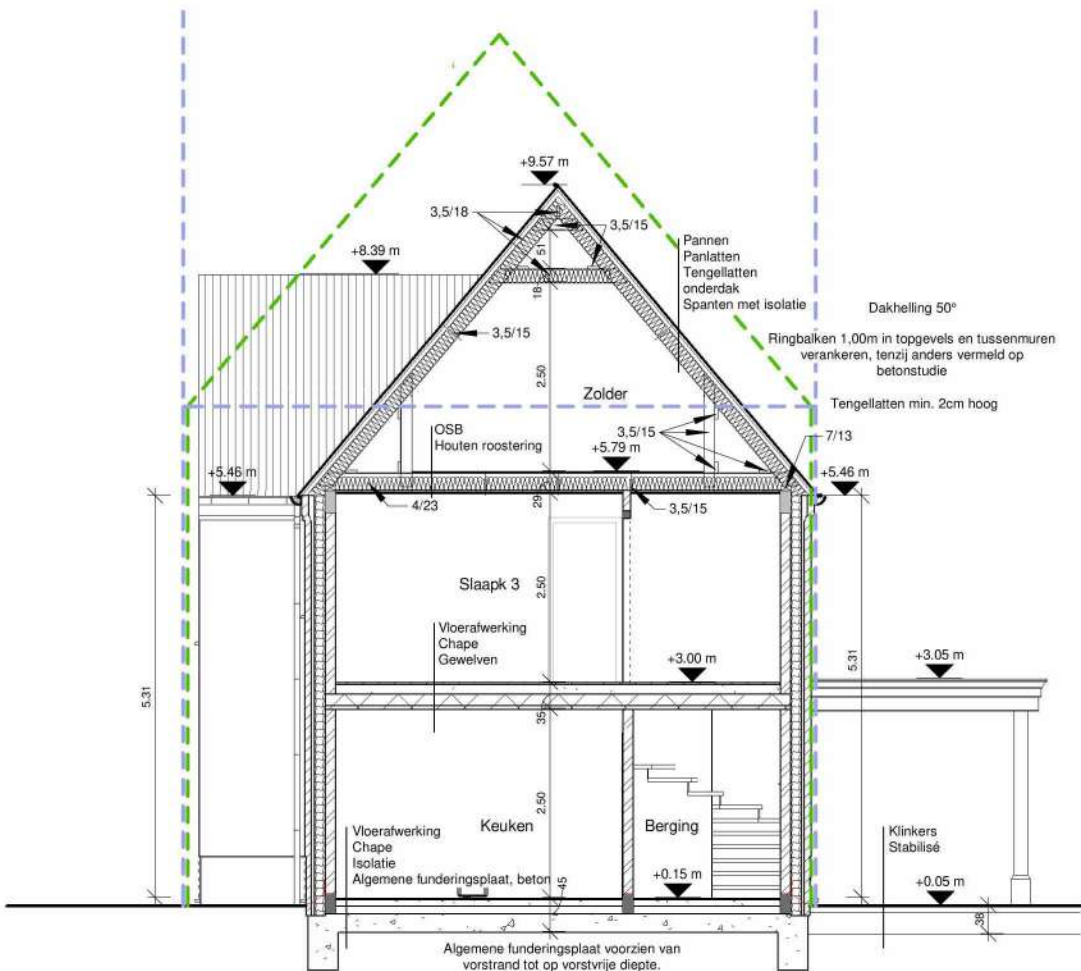 +9.57 m
3,5/18
3,5/15
51
+8.39 m
18
Pannen
Panlatten
Tengellatten
onderdak
Spanten met isolatie
Dakhelling 50°
3,5/15
Ringbalken 1,00m in topgevels en tussenmuren
verankeren, tenzij anders vermeld op
betonstudie
2.50
Zolder
Tengellatten min. 2cm hoog
OSB
Houten roostering
3,5/15
7/13
+5.79 m
+5.46 m
+5.46 m
4/23
29
3,5/15
Slaapk 3
2.50
Vloerafwerking
Chape
Gewelven
+3.00 m
+3.05 m
5.31
5.31
35
2.50
Keuken
Berging
Vloerafwerking
Chape
Isolatie
Algemene funderingsplaat, beton
Klinkers
Stabilisé
45
+0.15 m
+0.05 m
38
Algemene funderingsplaat voorzien van
vorstrand tot op vorstvrije diepte.